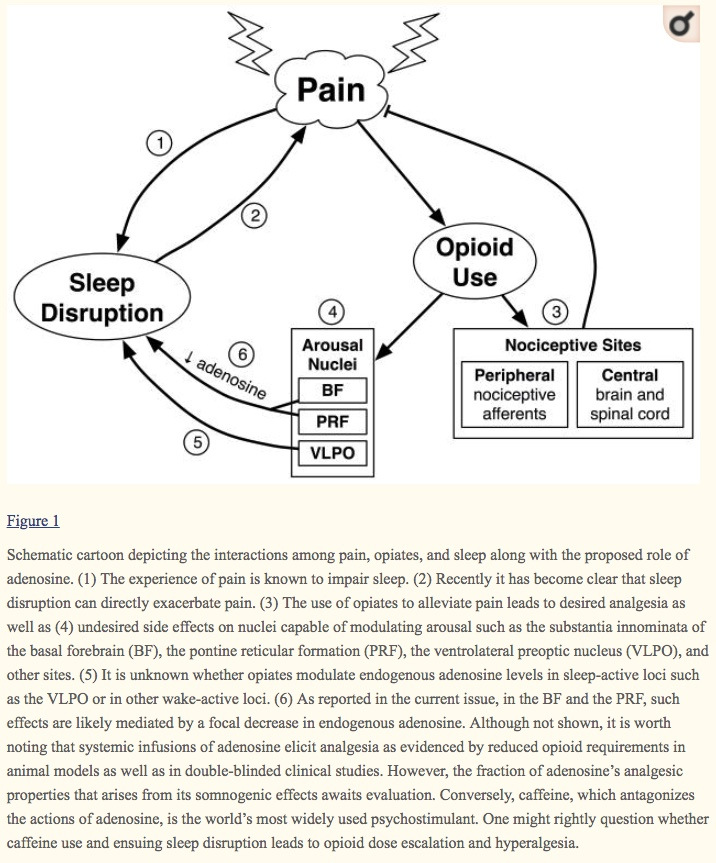 Pain
1
2
Opioid
Use
Sleep
Disruption
3
4
Arousal
Nuclei
BF
PRF
VLPO
Nociceptive Sites
Peripheral
nociceptive
afferents
Central
brain and
spinal cord
6
↓ adenosine
5
Figure 1
Schematic cartoon depicting the interactions among pain, opiates, and sleep along with the proposed role of
adenosine. (1) The experience of pain is known to impair sleep. (2) Recently it has become clear that sleep
disruption can directly exacerbate pain. (3) The use of opiates to alleviate pain leads to desired analgesia as
well as (4) undesired side effects on nuclei capable of modulating arousal such as the substantia innominata of
the basal forebrain (BF), the pontine reticular formation (PRF), the ventrolateral preoptic nucleus (VLPO), and
other sites. (5) It is unknown whether opiates modulate endogenous adenosine levels in sleep-active loci such
as the VLPO or in other wake-active loci. (6) As reported in the current issue, in the BF and the PRF, such
effects are likely mediated by a focal decrease in endogenous adenosine. Although not shown, it is worth
noting that systemic infusions of adenosine elicit analgesia as evidenced by reduced opioid requirements in
animal models as well as in double-blinded clinical studies. However, the fraction of adenosine’s analgesic
properties that arises from its somnogenic effects awaits evaluation. Conversely, caffeine, which antagonizes
the actions of adenosine, is the world’s most widely used psychostimulant. One might rightly question whether
caffeine use and ensuing sleep disruption leads to opioid dose escalation and hyperalgesia.